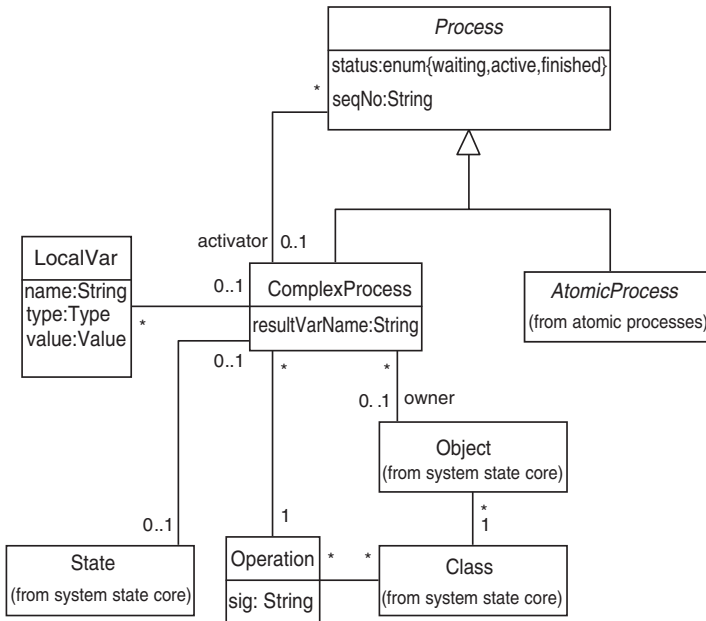 Process
status:enum{waiting,active,finished}
seqNo:String
*
activator
0..1
LocalVar
name:String
type:Type
value:Value
0..1
*
ComplexProcess
resultVarName:String
AtomicProcess
(from atomic processes)
0..1
*
*
0..1
owner
Object
(from system state core)
*
1
0..1
1
State
(from system state core)
Operation
sig: String
*
*
Class
(from system state core)